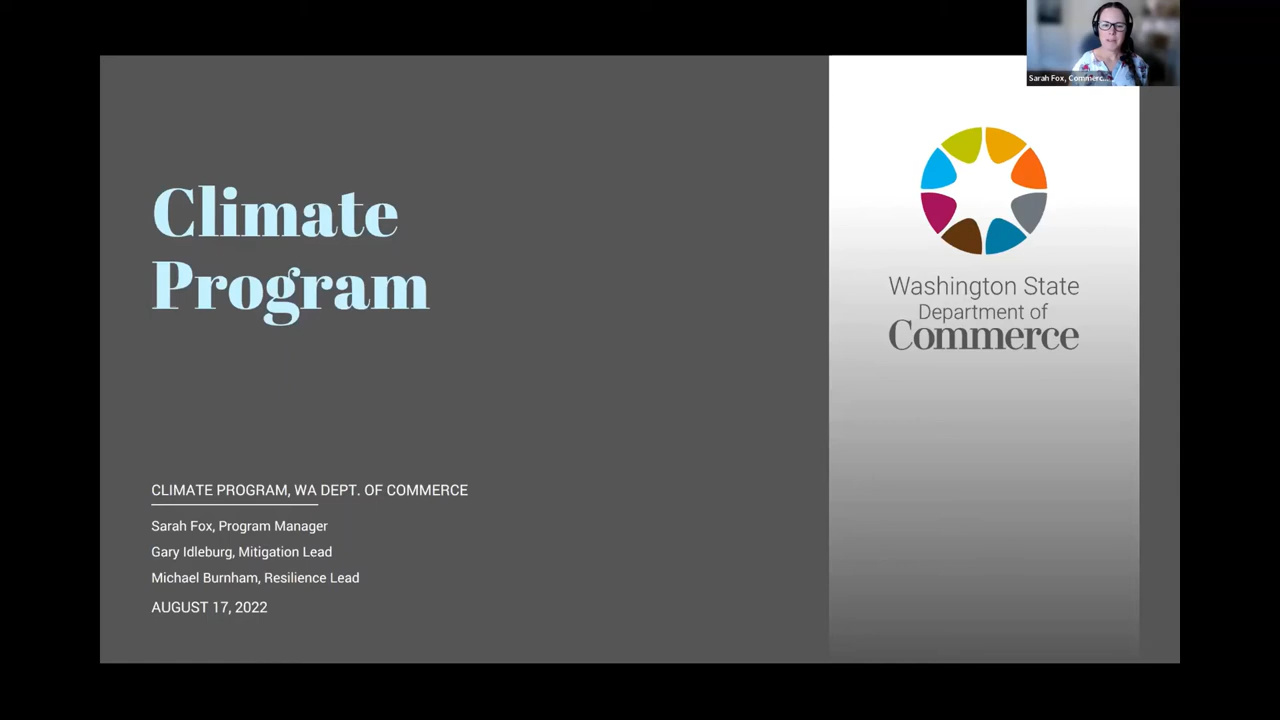 Sarah Fox, Commerc...
Climate
Program
Washington State
Department of
Commerce
CLIMATE PROGRAM, WA DEPT. OF COMMERCE
Sarah Fox, Program Manager
Gary Idleburg, Mitigation Lead
Michael Burnham, Resilience Lead
AUGUST 17, 2022